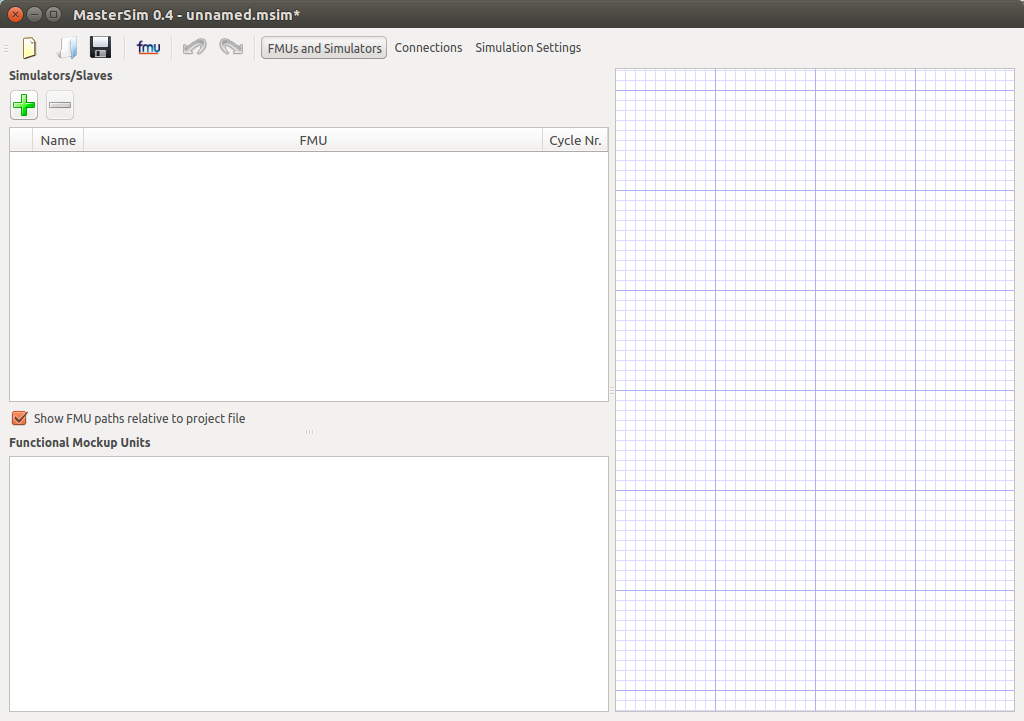 MasterSim 0.4 - unnamed.msim*
fmu FMUs and Simulators Connections Simulation Settings
Simulators/Slaves
Name FMU Cycle Nr.
Show FMU paths relative to project file
Functional Mockup Units